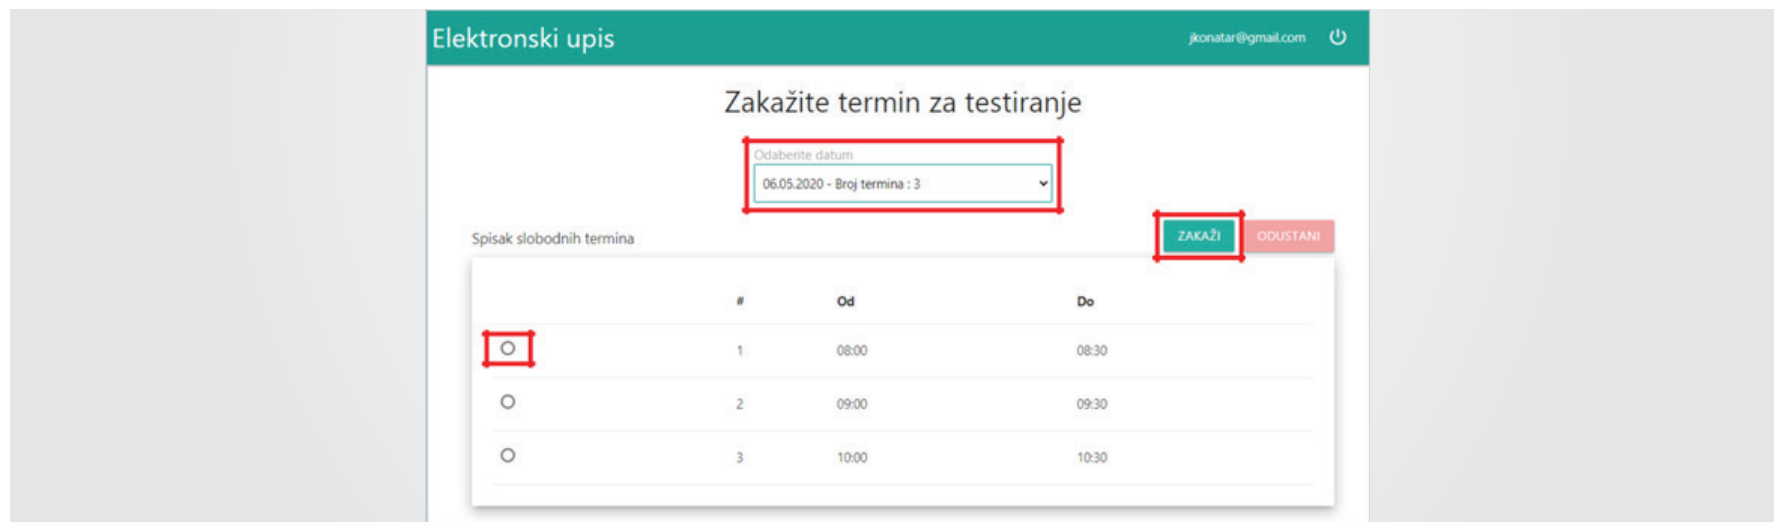 Elektronski upis
jkonatar@gmail.com
Zakažite termin za testiranje
Odaberite datum
06.05.2020 - Broj termina : 3
Spisak slobodnih termina
ZAKAŽI ODUSTANI
# Od Do
1 08:00 08:30
2 09:00 09:30
3 10:00 10:30